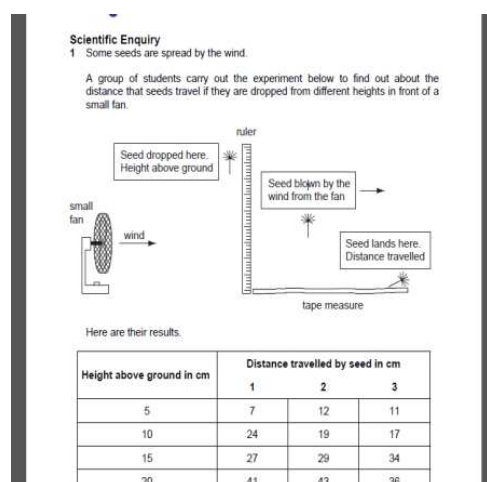 Scientific Enquiry
1 Some seeds are spread by the wind.
A group of students carry out the experiment below to find out about the
distance that seeds travel if they are dropped from different heights in front of a
small fan.
ruler
Seed dropped here.
Height above ground
Seed blown by the
wind from the fan
small
fan
wind
Seed lands here.
Distance travelled
tape measure
Here are their results.
Height above ground in cm
Distance travelled by seed in cm
1 2 3
5 7 12 11
10 24 19 17
15 27 29 34
20 41 43 36